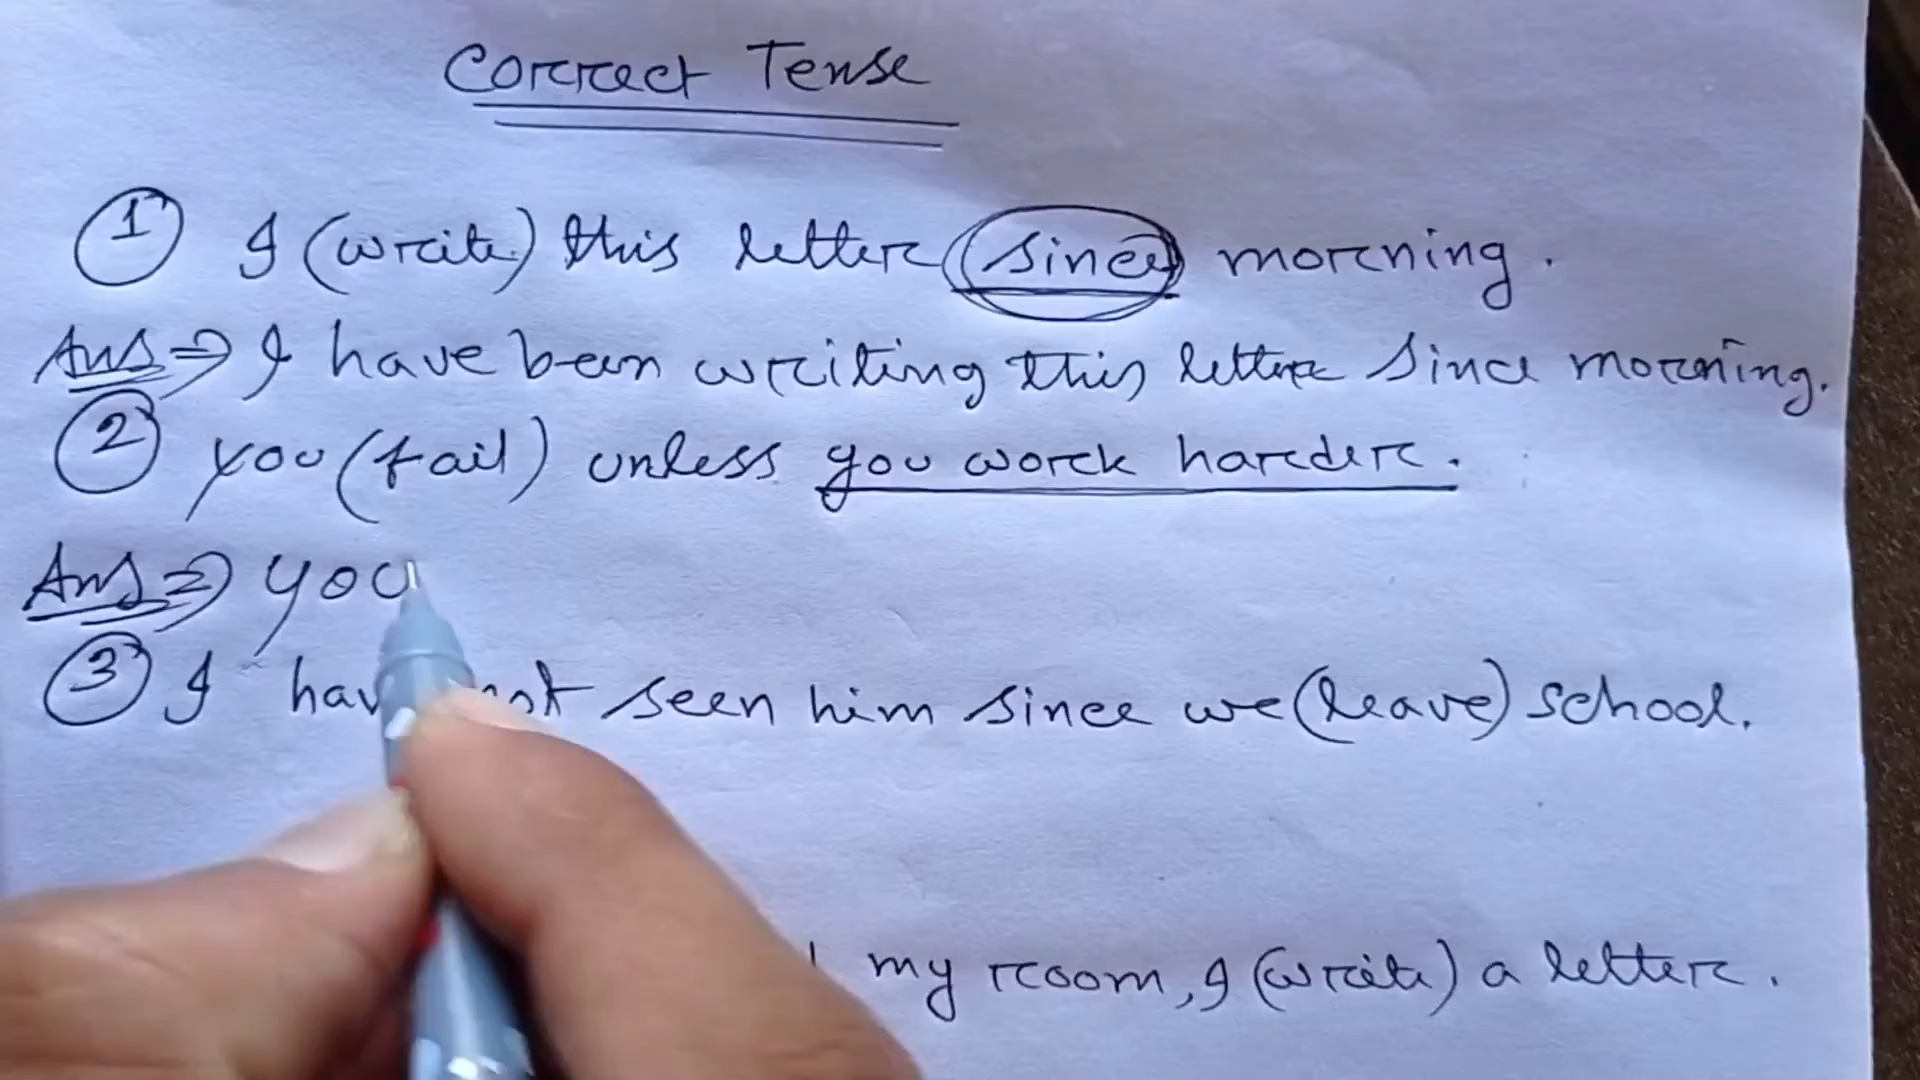 Correct Tense
① I (write) this letter since morning.
Ans⇒ I have been writing this letter since morning.
② you (fail) unless you work harder.
Ans⇒ you
③ I not seen him since we (leave) school.
my room, I (write) a letter.